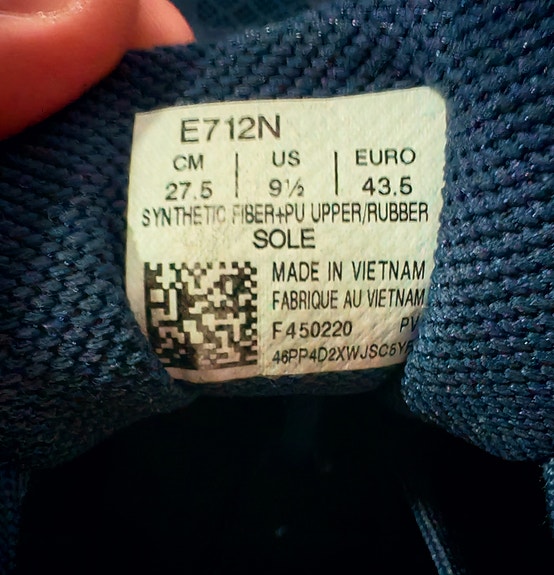 E712N
CM | US | EURO
27.5 | 9½ | 43.5
SYNTHETIC FIBER+PU UPPER/RUBBER
SOLE
MADE IN VIETNAM
FABRIQUE AU VIETNAM
F450220 PV